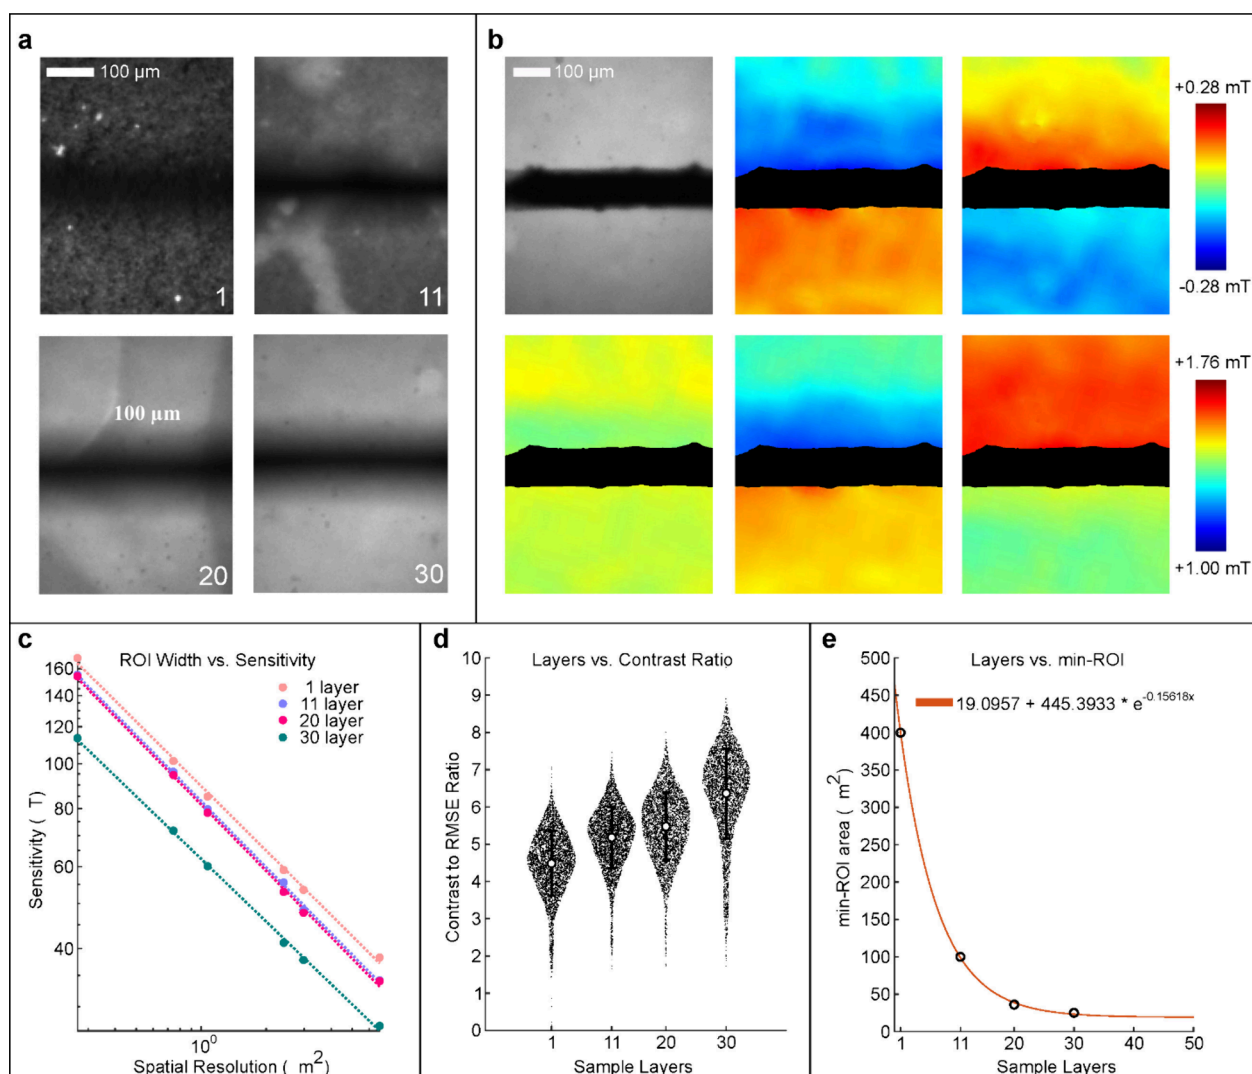 a
100 µm
1
11
100 µm
20
30
b
100 µm
+0.28 mT
-0.28 mT
+1.76 mT
+1.00 mT
c
ROI Width vs. Sensitivity
1 layer
11 layer
20 layer
30 layer
160
140
120
100
80
60
40
Sensitivity ( T)
10⁰
Spatial Resolution ( m²)
d
Layers vs. Contrast Ratio
10
9
8
7
6
5
4
3
2
1
0
Contrast to RMSE Ratio
1
11
20
30
Sample Layers
e
Layers vs. min-ROI
19.0957 + 445.3933 * e^-0.15618x
500
450
400
350
300
250
200
150
100
50
0
min-ROI area ( m²)
1
11
20
30
40
50
Sample Layers